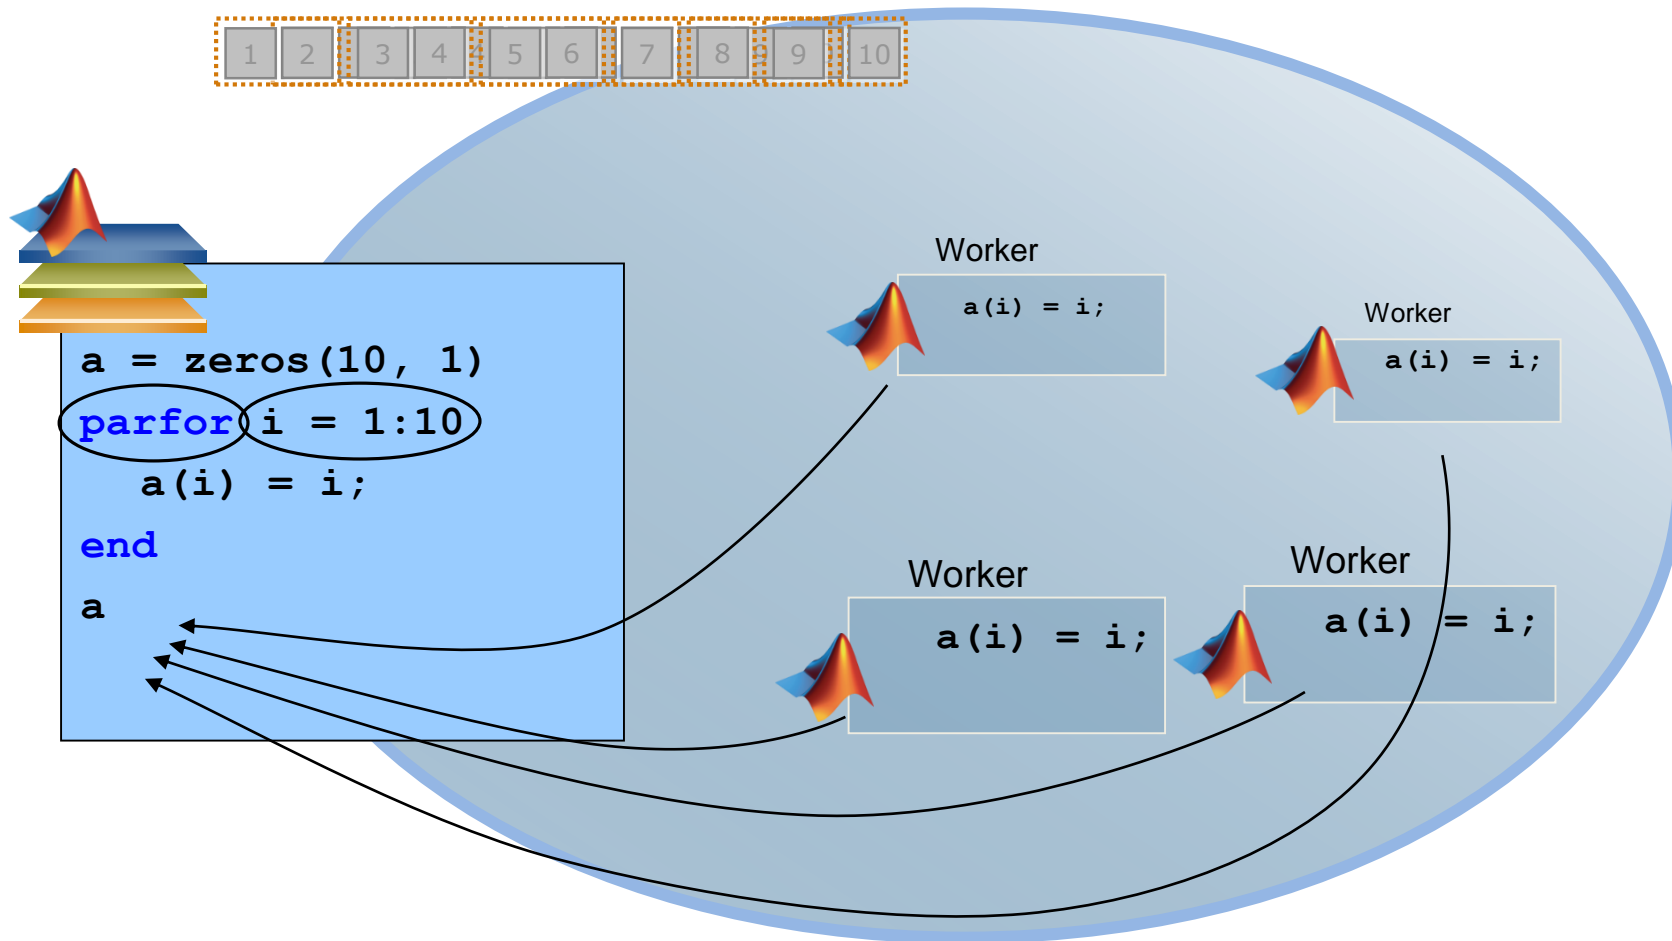 1 2 3 4 5 6 7 8 9 10
a = zeros(10, 1)
parfor i = 1:10
a(i) = i;
end
a
Worker
a(i) = i;
Worker
a(i) = i;
Worker
a(i) = i;
Worker
a(i) = i;